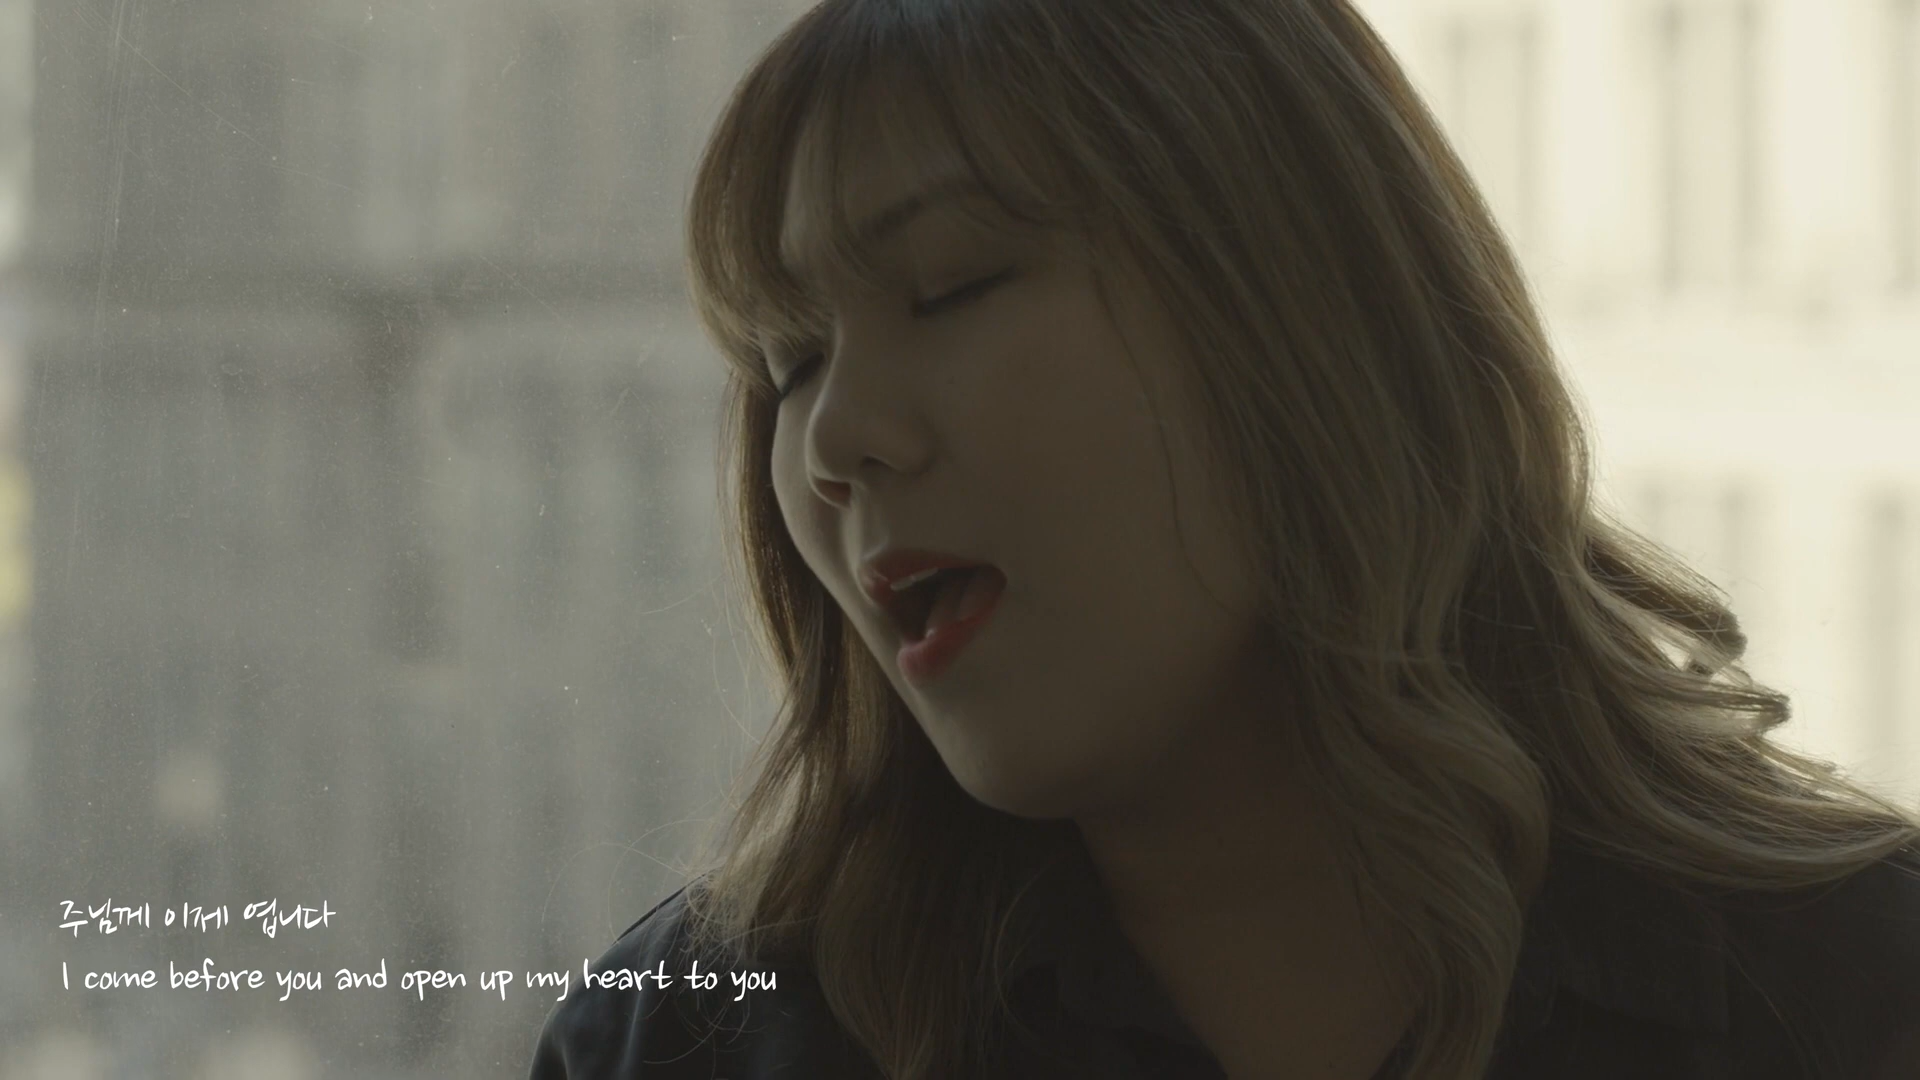 주님께 이제 엽니다
I come before you and open up my heart to you